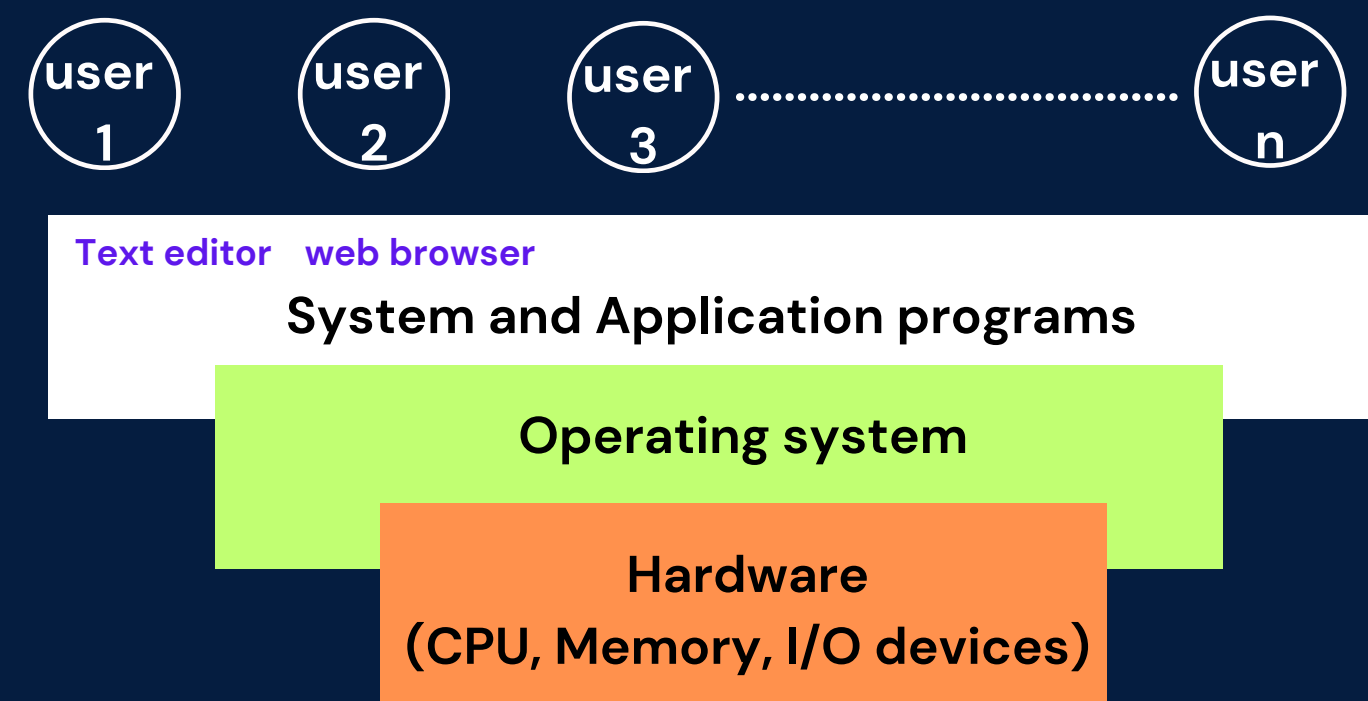 user user user user
1 2 3 n
Text editor web browser
System and Application programs
Operating system
Hardware
(CPU, Memory, I/O devices)